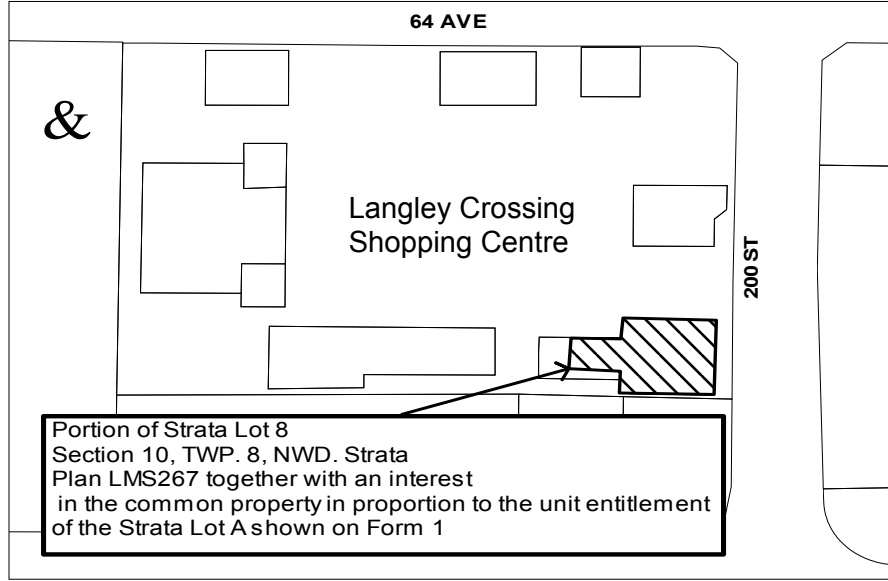 64 AVE
&
Langley Crossing
Shopping Centre
200 ST
Portion of Strata Lot 8
Section 10, TWP. 8, NWD. Strata
Plan LMS267 together with an interest
in the common property in proportion to the unit entitlement
of the Strata Lot A shown on Form 1